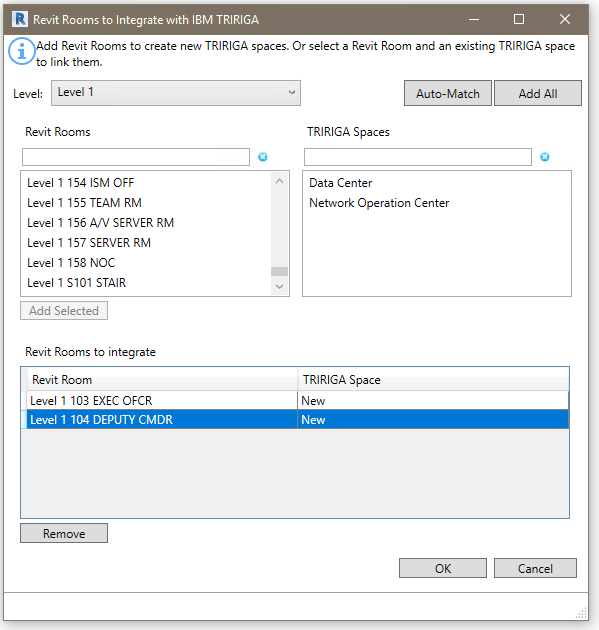 R Revit Rooms to Integrate with IBM TRIRIGA
Add Revit Rooms to create new TRIRIGA spaces. Or select a Revit Room and an existing TRIRIGA space
to link them.
Level: Level 1 Auto-Match Add All
Revit Rooms TRIRIGA Spaces
Level 1 154 ISM OFF Data Center
Level 1 155 TEAM RM Network Operation Center
Level 1 156 A/V SERVER RM
Level 1 157 SERVER RM
Level 1 158 NOC
Level 1 S101 STAIR
Add Selected
Revit Rooms to integrate
Revit Room TRIRIGA Space
Level 1 103 EXEC OFCR New
Level 1 104 DEPUTY CMDR New
Remove
OK Cancel